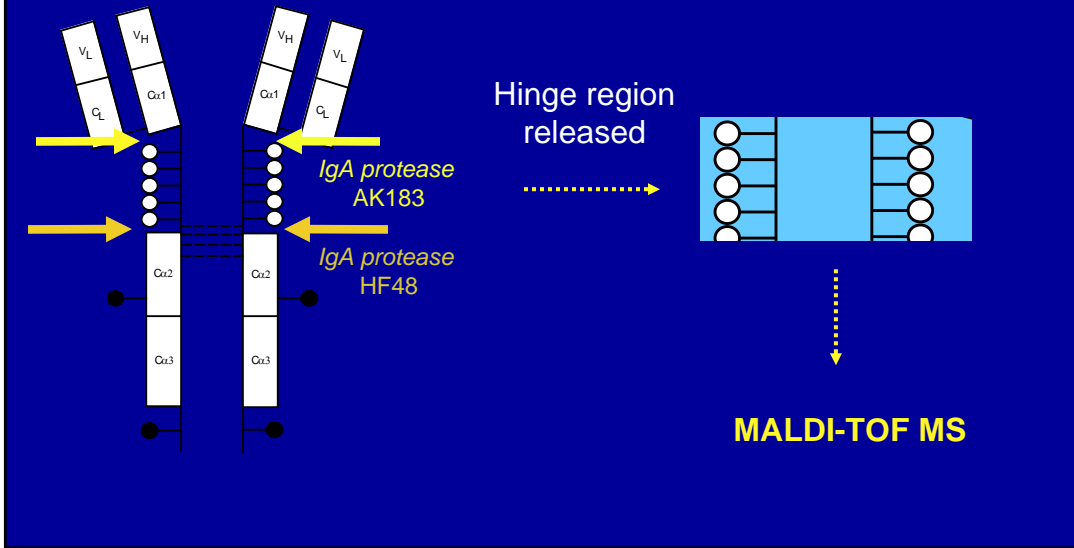 VL
VH
VH
VL
CL
Cα1
Cα1
CL
Hinge region
released
IgA protease
AK183
IgA protease
HF48
Cα2
Cα2
Cα3
Cα3
MALDI-TOF MS